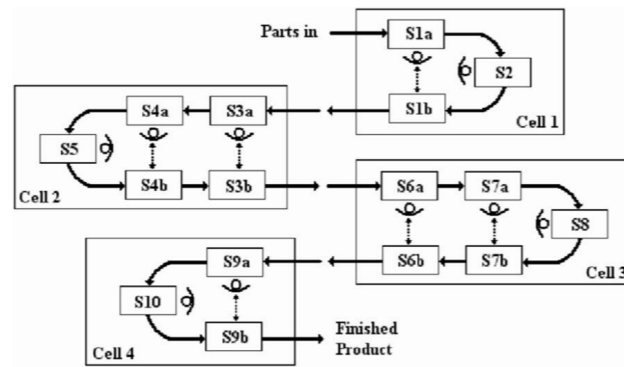 Parts in
S1a
S2
S1b
Cell 1
S4a
S3a
S5
S4b
S3b
Cell 2
S6a
S7a
S8
S6b
S7b
Cell 3
S9a
S10
S9b
Cell 4
Finished
Product